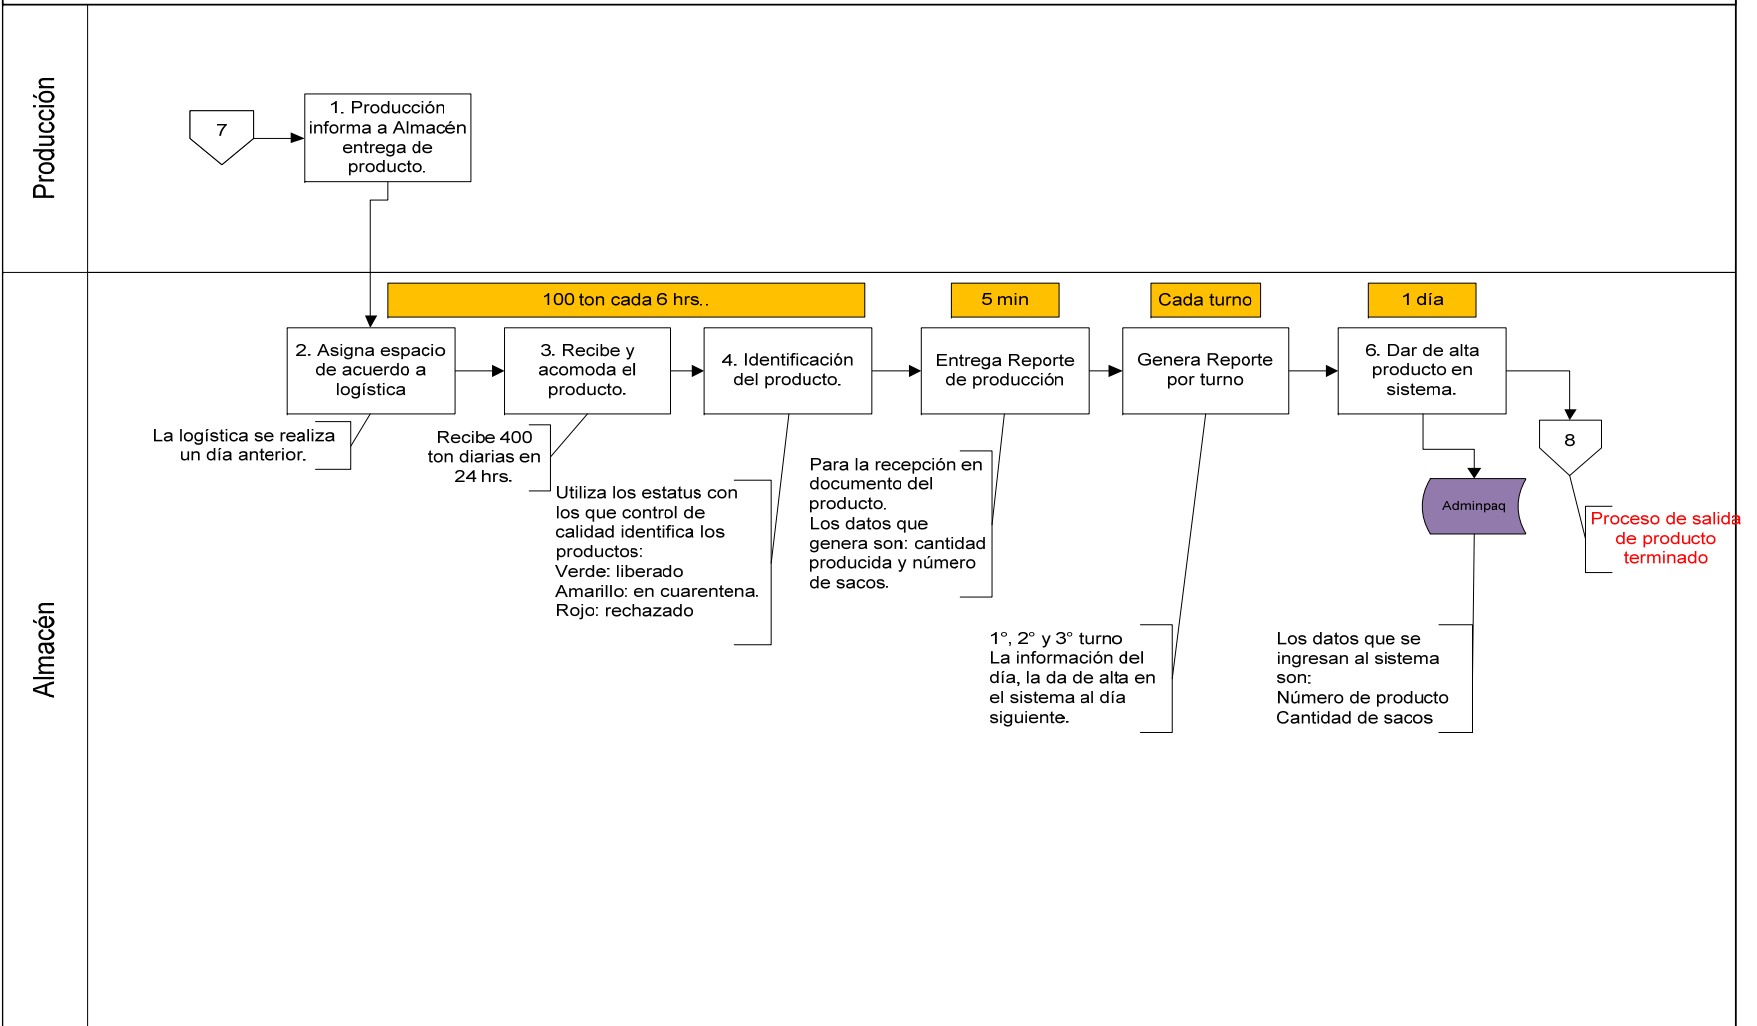 Producción
7
1. Producción
informa a Almacén
entrega de
producto.
Almacén
100 ton cada 6 hrs..
5 min
Cada turno
1 día
2. Asigna espacio
de acuerdo a
logística
3. Recibe y
acomoda el
producto.
4. Identificación
del producto.
Entrega Reporte
de producción
Genera Reporte
por turno
6. Dar de alta
producto en
sistema.
8
La logística se realiza
un día anterior.
Recibe 400
ton diarias en
24 hrs.
Utiliza los estatus con
los que control de
calidad identifica los
productos:
Verde: liberado
Amarillo: en cuarentena.
Rojo: rechazado
Para la recepción en
documento del
producto.
Los datos que
genera son: cantidad
producida y número
de sacos.
Adminpaq
Proceso de salida
de producto
terminado
1°, 2° y 3° turno
La información del
día, la da de alta en
el sistema al día
siguiente.
Los datos que se
ingresan al sistema
son:
Número de producto
Cantidad de sacos